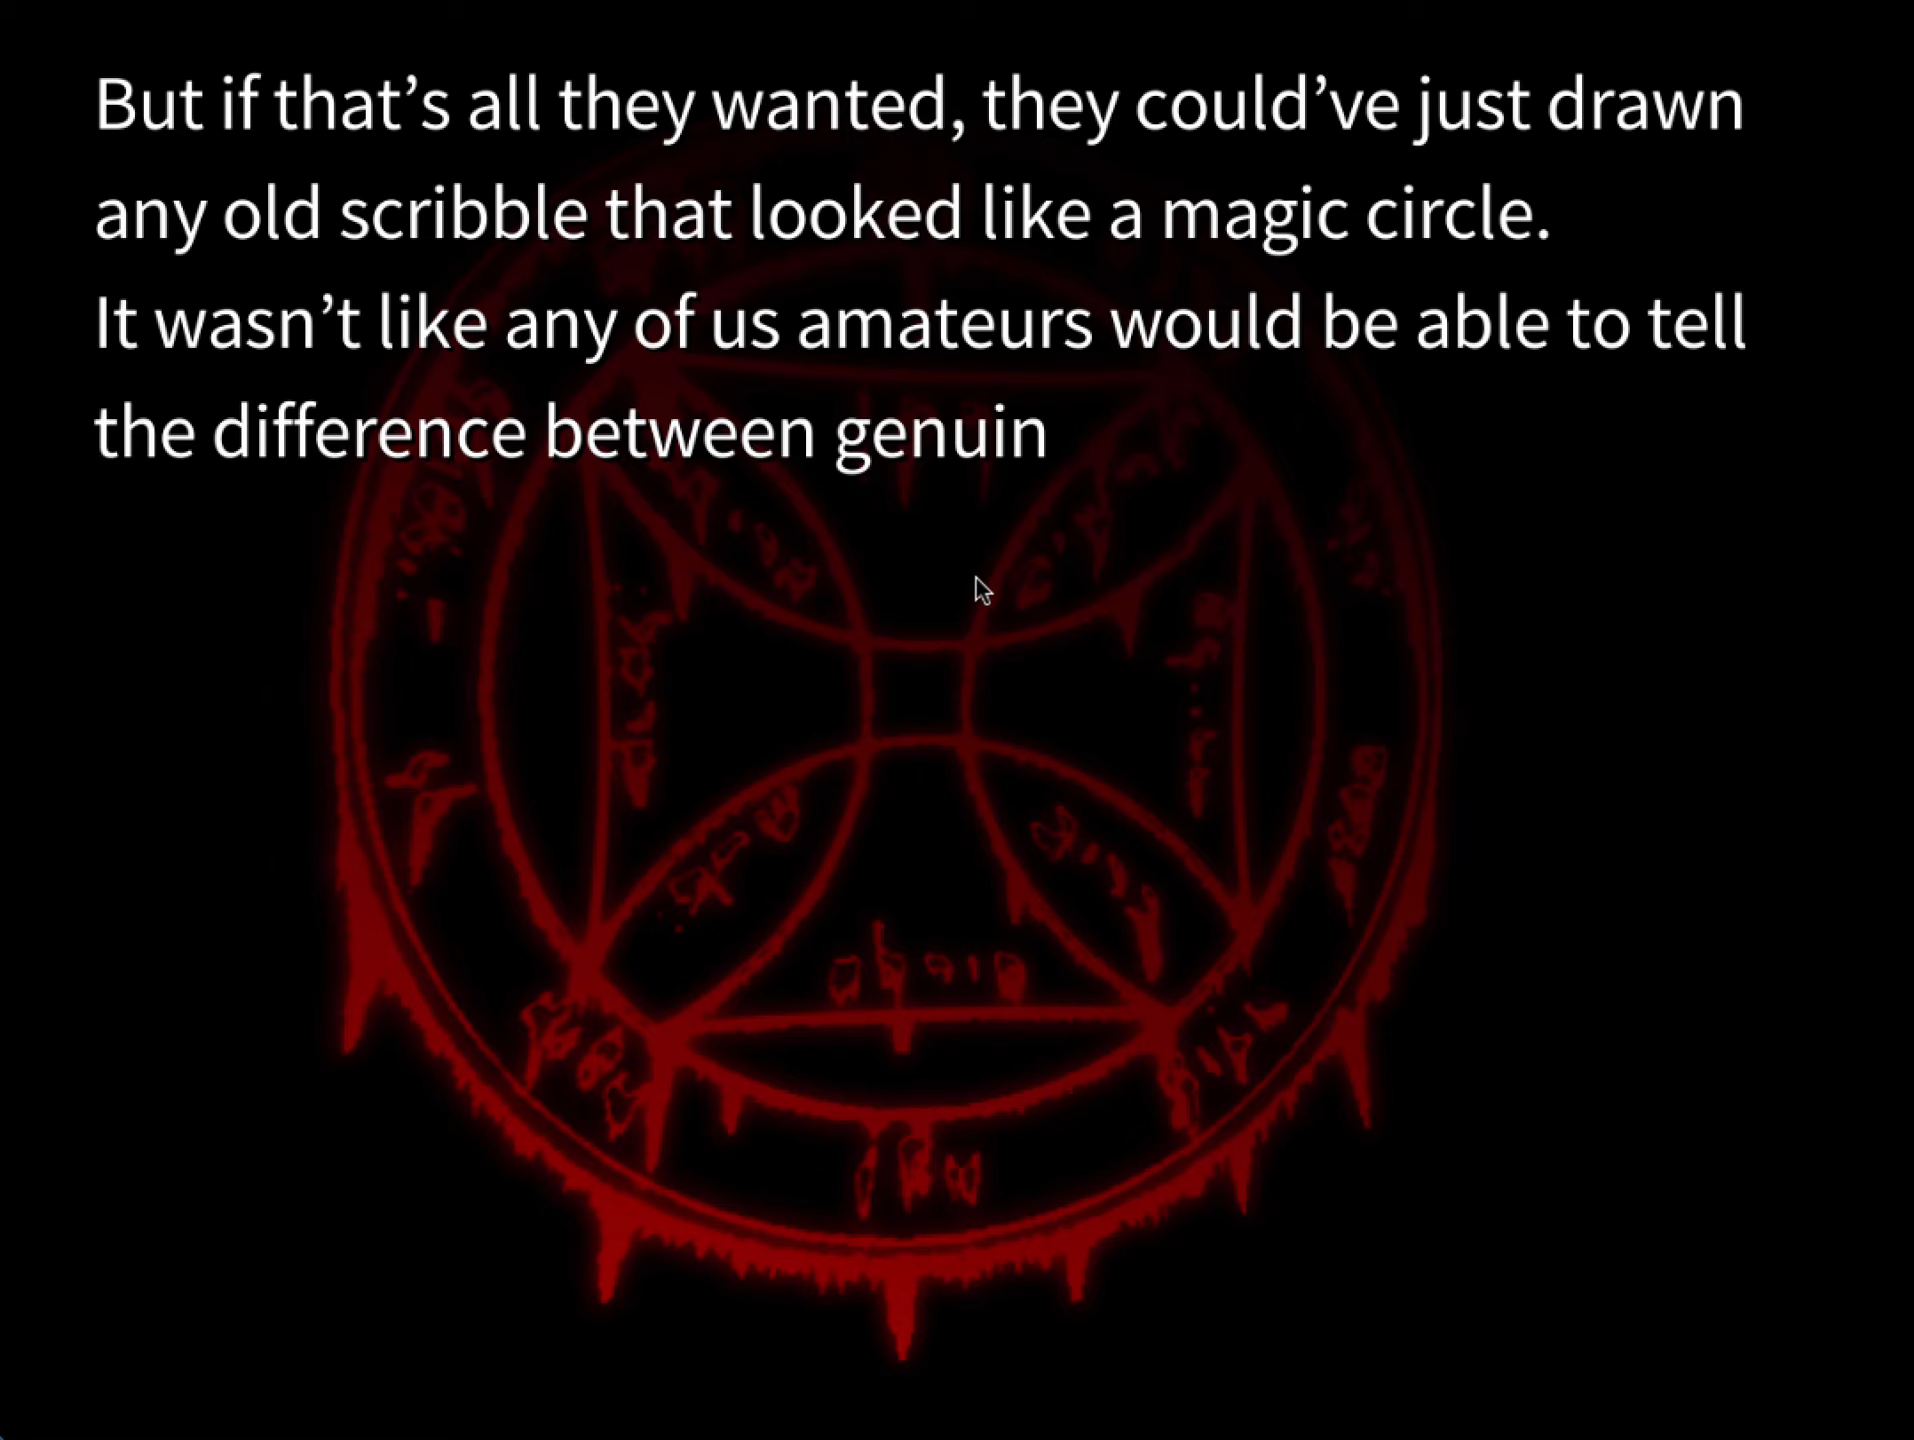 But if that’s all they wanted, they could’ve just drawn
any old scribble that looked like a magic circle.
It wasn’t like any of us amateurs would be able to tell
the difference between genuin